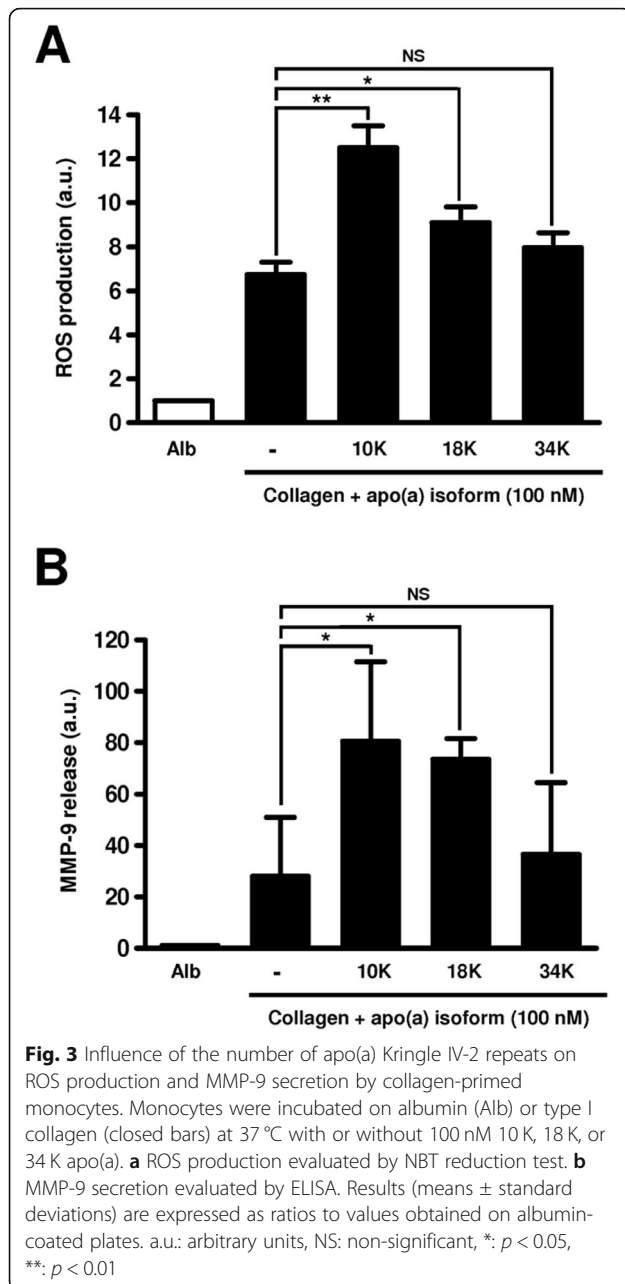 A
NS
*
**
14
12
10
8
6
4
2
0
ROS production (a.u.)
Alb - 10K 18K 34K
Collagen + apo(a) isoform (100 nM)
B
NS
*
*
120
100
80
60
40
20
0
MMP-9 release (a.u.)
Alb - 10K 18K 34K
Collagen + apo(a) isoform (100 nM)
Fig. 3 Influence of the number of apo(a) Kringle IV-2 repeats on
ROS production and MMP-9 secretion by collagen-primed
monocytes. Monocytes were incubated on albumin (Alb) or type I
collagen (closed bars) at 37 °C with or without 100 nM 10 K, 18 K, or
34 K apo(a). a ROS production evaluated by NBT reduction test. b
MMP-9 secretion evaluated by ELISA. Results (means ± standard
deviations) are expressed as ratios to values obtained on albumin-
coated plates. a.u.: arbitrary units, NS: non-significant, *: p < 0.05,
**: p < 0.01